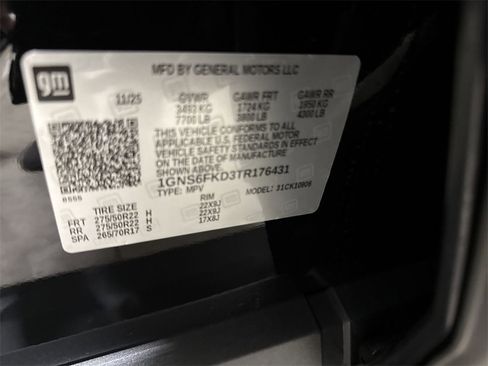 gm
MFD BY GENERAL MOTORS LLC
11/25 GVWR GAWR FRT GAWR RR
3493 KG 1724 KG 1950 KG
7700 LB 3800 LB 4300 LB
THIS VEHICLE CONFORMS TO ALL
APPLICABLE U.S. FEDERAL MOTOR
VEHICLE SAFETY STANDARDS IN
EFFECT ON THE DATE OF
MANUFACTURE SHOWN ABOVE.
1GNS6FKD3TR176431
TYPE: MPV MODEL: 31CK10906
TIRE SIZE RIM
FRT 275/50R22 H 22X9J
RR 275/50R22 H 22X9J
SPA 265/70R17 S 17X8J